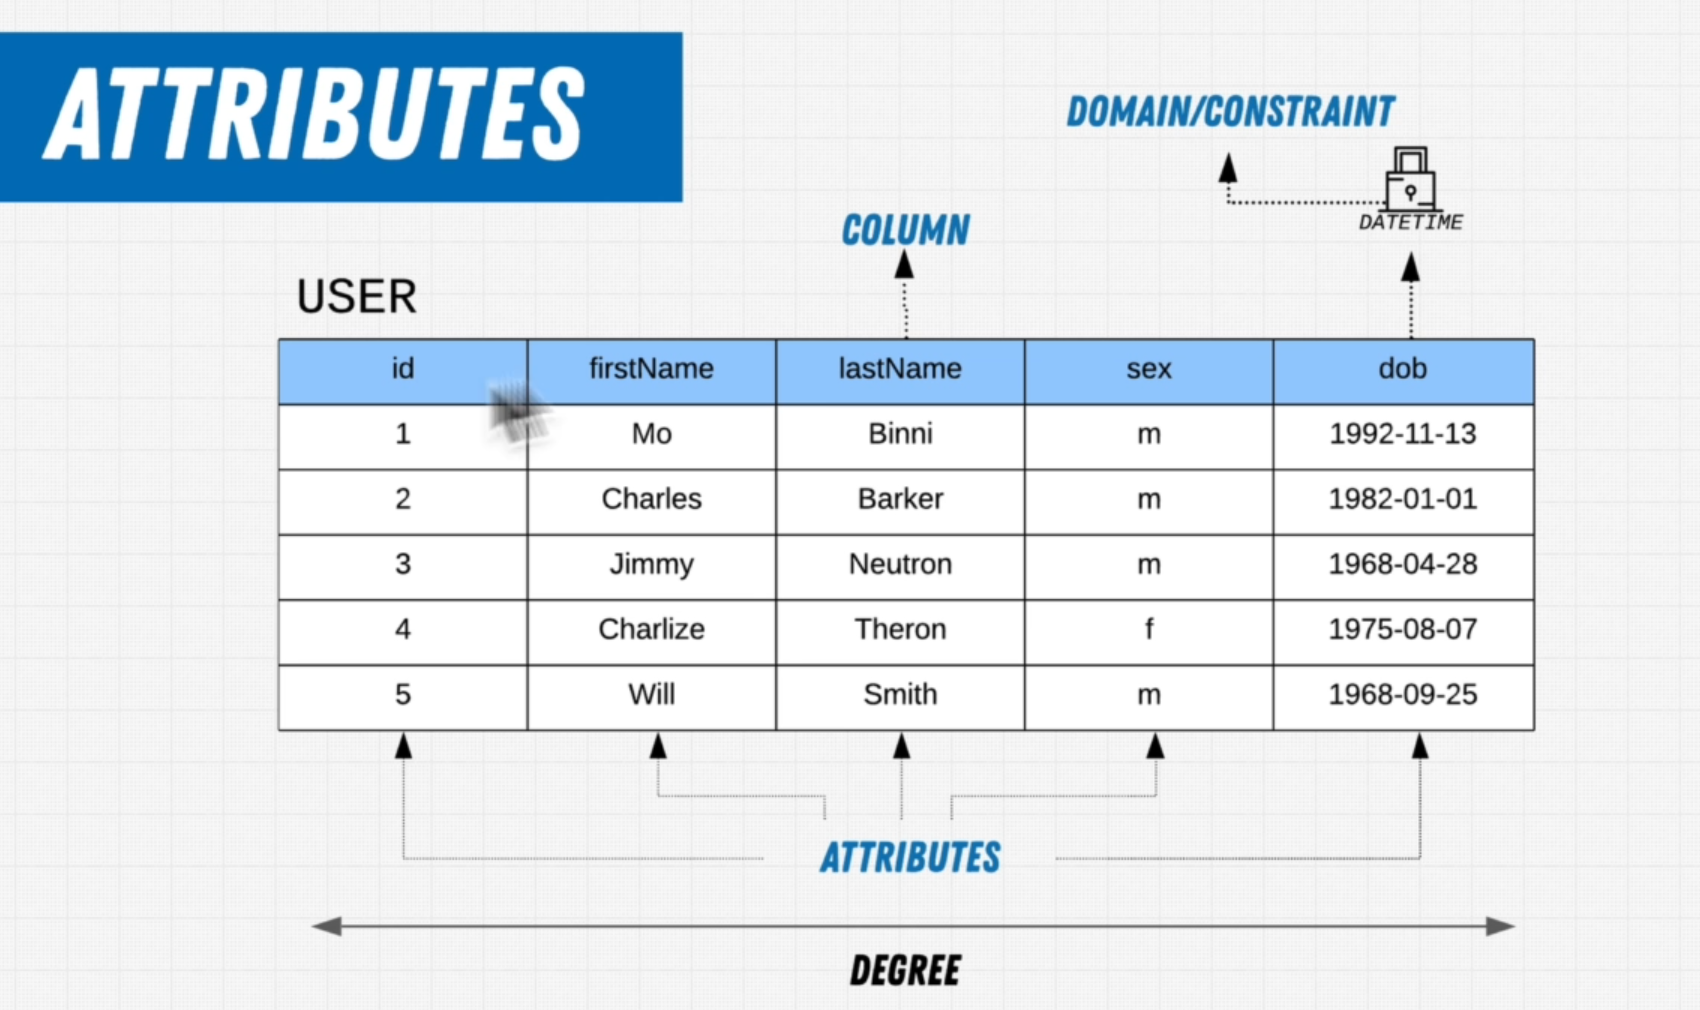 ATTRIBUTES
DOMAIN/CONSTRAINT
DATETIME
COLUMN
USER
id firstName lastName sex dob
1 Mo Binni m 1992-11-13
2 Charles Barker m 1982-01-01
3 Jimmy Neutron m 1968-04-28
4 Charlize Theron f 1975-08-07
5 Will Smith m 1968-09-25
ATTRIBUTES
DEGREE